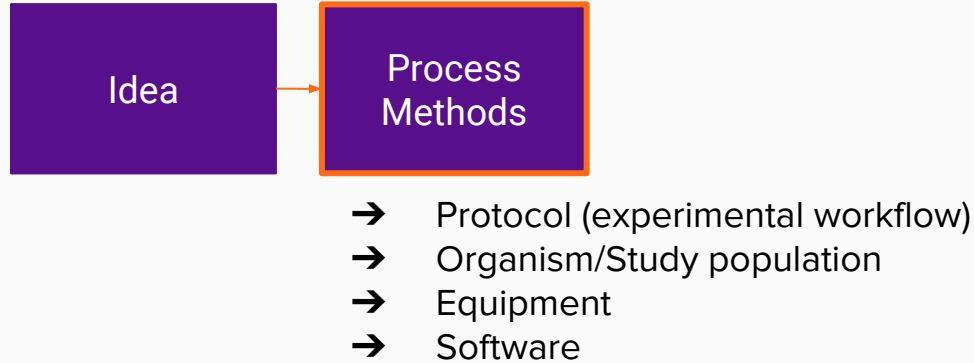 Idea
Process
Methods
➔ Protocol (experimental workflow)
➔ Organism/Study population
➔ Equipment
➔ Software